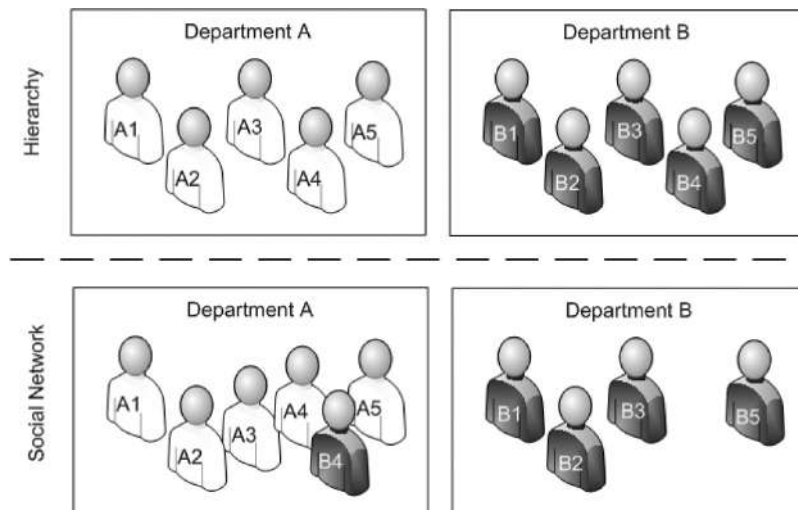 Hierarchy
Department A
A1
A2
A3
A4
A5
Department B
B1
B2
B3
B4
B5
Social Network
Department A
A1
A2
A3
A4
A5
B4
Department B
B1
B2
B3
B5